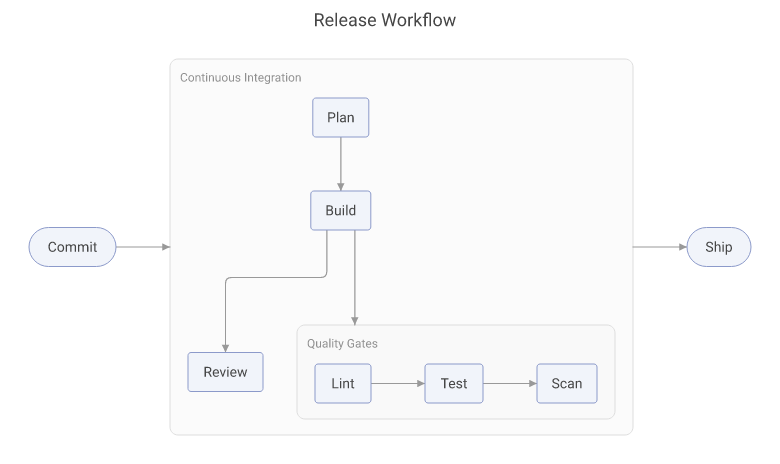 Release Workflow
Continuous Integration
Plan
Build
Commit
Ship
Quality Gates
Review
Lint
Test
Scan